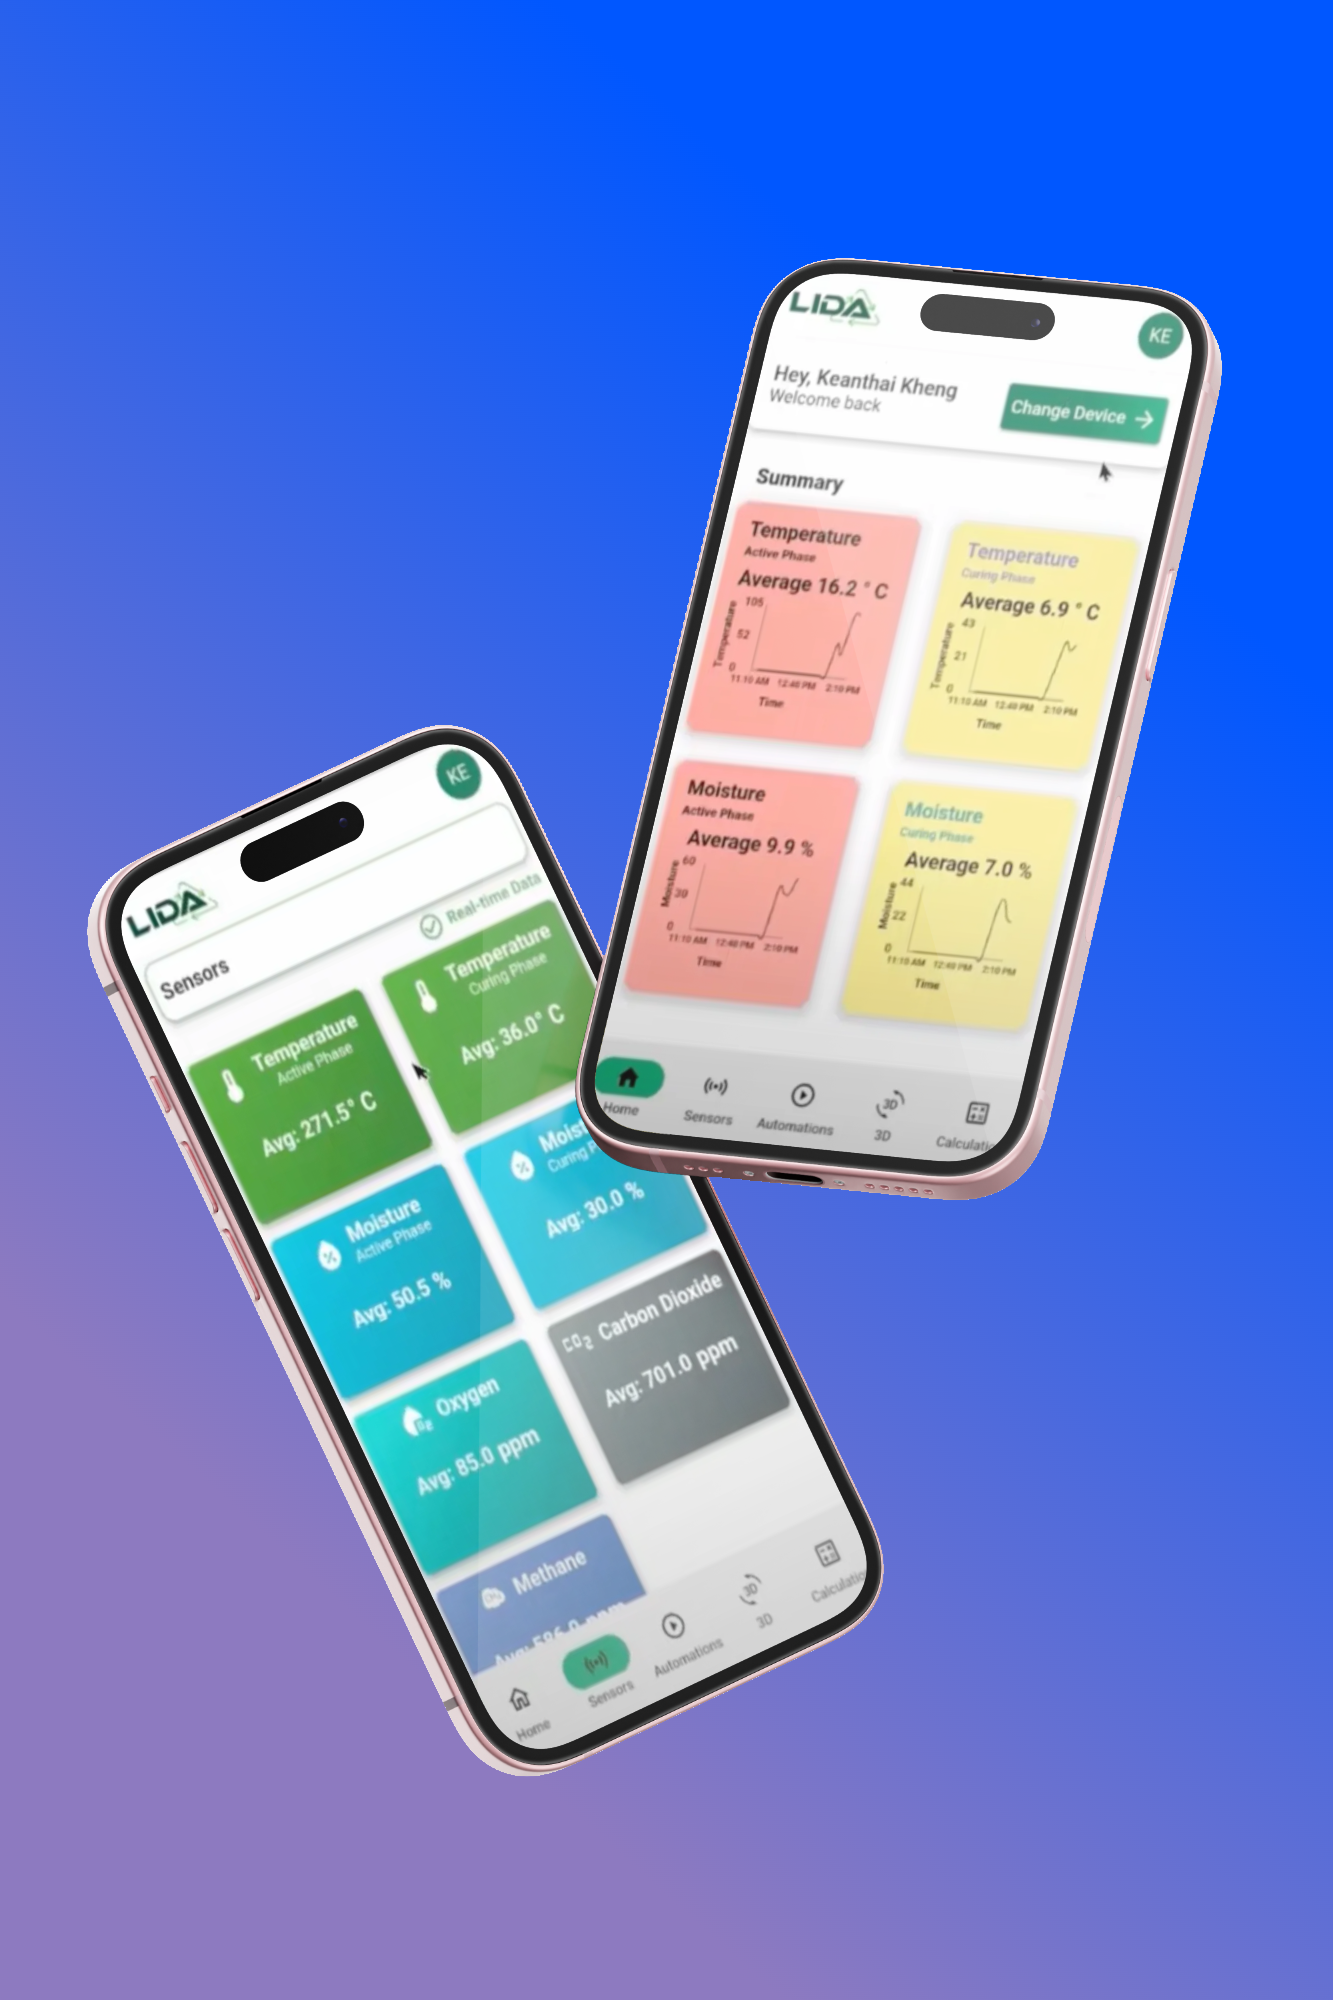 LIDA
KE
Hey, Keanthai Kheng
Welcome back
Change Device
Summary
Temperature
Active Phase
Average 16.2 ° C
105
52
0
Temperature
11:10 AM 12:40 PM 2:10 PM
Time
Temperature
Curing Phase
Average 6.9 ° C
43
21
0
Temperature
11:10 AM 12:40 PM 2:10 PM
Time
Moisture
Active Phase
Average 9.9 %
60
30
0
Moisture
11:10 AM 12:40 PM 2:10 PM
Time
Moisture
Curing Phase
Average 7.0 %
44
22
0
Moisture
11:10 AM 12:40 PM 2:10 PM
Time
Home
Sensors
Automations
3D
3D
Calculatio
LIDA
KE
Sensors
Real-time Data
Temperature
Active Phase
Avg: 271.5° C
Temperature
Curing Phase
Avg: 36.0° C
Moisture
Active Phase
Avg: 50.5 %
Moist
Curing P
Avg: 30.0 %
Oxygen
Avg: 85.0 ppm
CO2 Carbon Dioxide
Avg: 701.0 ppm
Methane
Home
Sensors
Automations
3D
3D
Calculatio